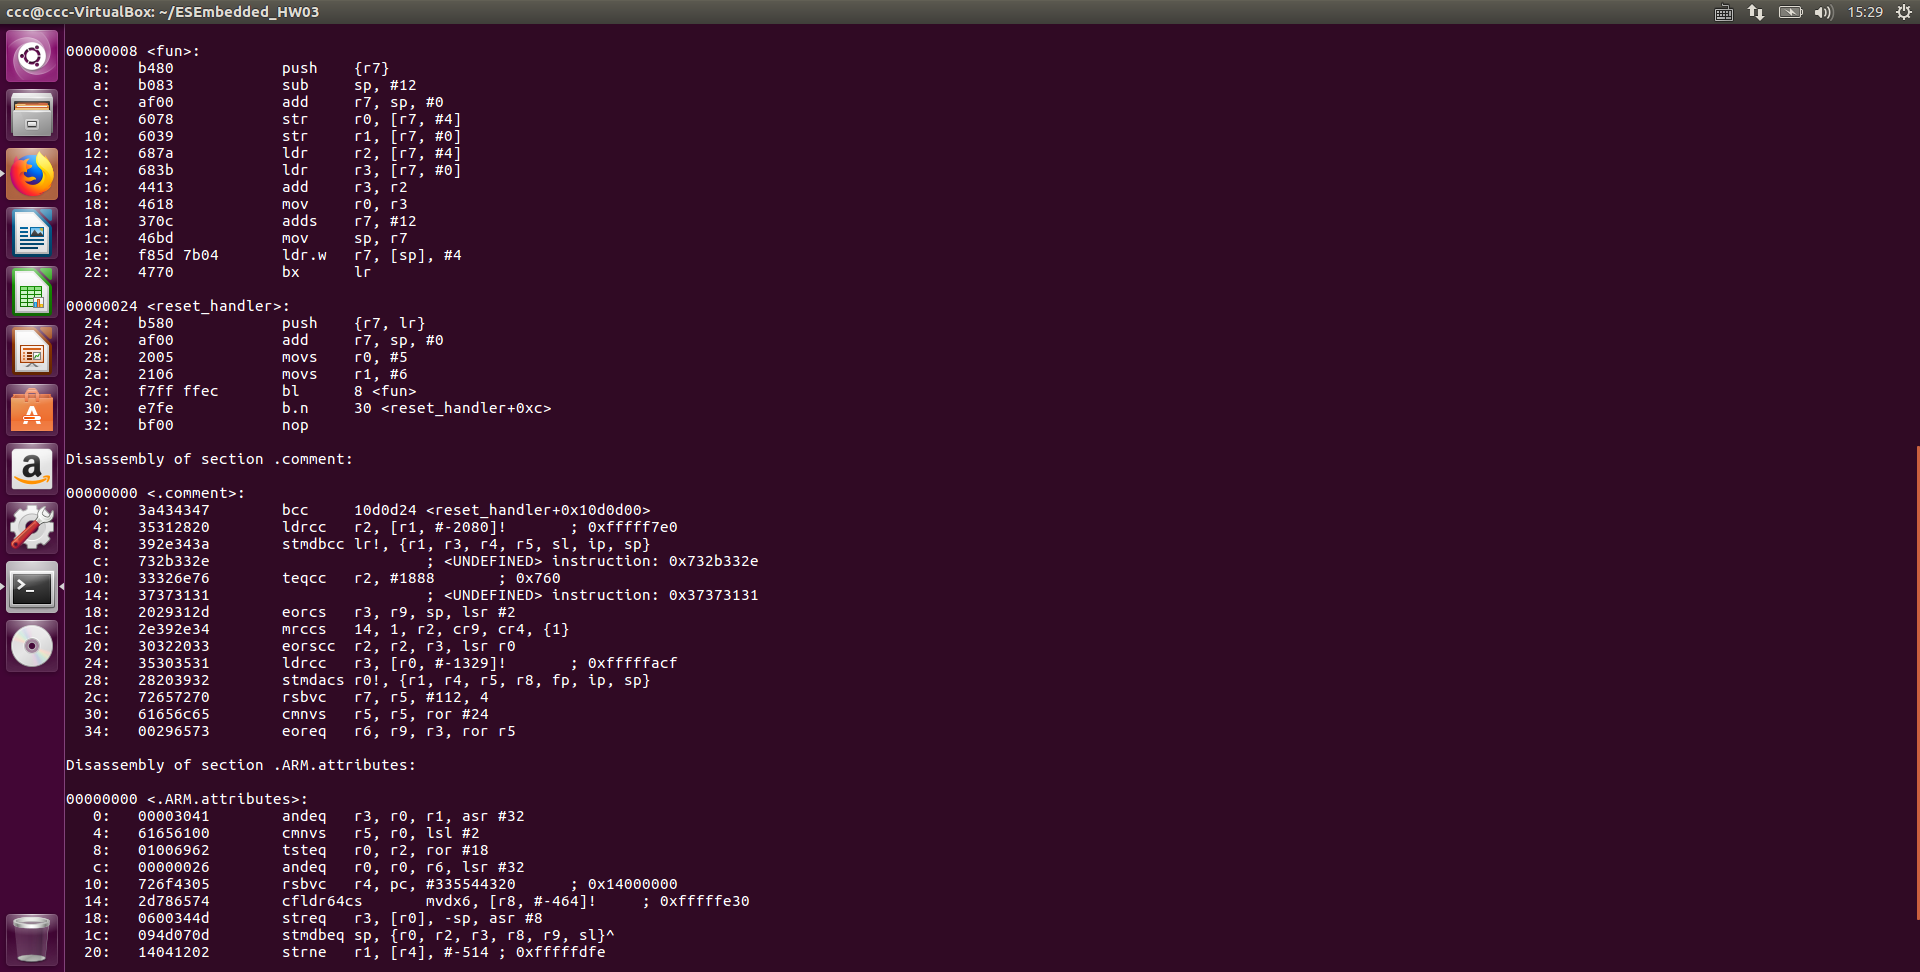 ccc@ccc-VirtualBox: ~/ESEmbedded_HW03
15:29
00000008 <fun>:
   8:   b480            push    {r7}
   a:   b083            sub     sp, #12
   c:   af00            add     r7, sp, #0
   e:   6078            str     r0, [r7, #4]
  10:   6039            str     r1, [r7, #0]
  12:   687a            ldr     r2, [r7, #4]
  14:   683b            ldr     r3, [r7, #0]
  16:   4413            add     r3, r2
  18:   4618            mov     r0, r3
  1a:   370c            adds    r7, #12
  1c:   46bd            mov     sp, r7
  1e:   f85d 7b04       ldr.w   r7, [sp], #4
  22:   4770            bx      lr
00000024 <reset_handler>:
  24:   b580            push    {r7, lr}
  26:   af00            add     r7, sp, #0
  28:   2005            movs    r0, #5
  2a:   2106            movs    r1, #6
  2c:   f7ff ffec       bl      8 <fun>
  30:   e7fe            b.n     30 <reset_handler+0xc>
  32:   bf00            nop
Disassembly of section .comment:
00000000 <.comment>:
   0:   3a434347        bcc     10d0d24 <reset_handler+0x10d0d00>
   4:   35312820        ldrcc   r2, [r1, #-2080]!       ; 0xfffff7e0
   8:   392e343a        stmdbcc lr!, {r1, r3, r4, r5, sl, ip, sp}
   c:   732b332e                        ; <UNDEFINED> instruction: 0x732b332e
  10:   33326e76        teqcc   r2, #1888       ; 0x760
  14:   37373131                        ; <UNDEFINED> instruction: 0x37373131
  18:   2029312d        eorcs   r3, r9, sp, lsr #2
  1c:   2e392e34        mrccs   14, 1, r2, cr9, cr4, {1}
  20:   30322033        eorscc  r2, r2, r3, lsr r0
  24:   35303531        ldrcc   r3, [r0, #-1329]!       ; 0xfffffacf
  28:   28203932        stmdacs r0!, {r1, r4, r5, r8, fp, ip, sp}
  2c:   72657270        rsbvc   r7, r5, #112, 4
  30:   61656c65        cmnvs   r5, r5, ror #24
  34:   00296573        eoreq   r6, r9, r3, ror r5
Disassembly of section .ARM.attributes:
00000000 <.ARM.attributes>:
   0:   00003041        andeq   r3, r0, r1, asr #32
   4:   61656100        cmnvs   r5, r0, lsl #2
   8:   01006962        tsteq   r0, r2, ror #18
   c:   00000026        andeq   r0, r0, r6, lsr #32
  10:   726f4305        rsbvc   r4, pc, #335544320      ; 0x14000000
  14:   2d786574        cfldr64cs       mvdx6, [r8, #-464]!     ; 0xfffffe30
  18:   0600344d        streq   r3, [r0], -sp, asr #8
  1c:   094d070d        stmdbeq sp, {r0, r2, r3, r8, r9, sl}^
  20:   14041202        strne   r1, [r4], #-514 ; 0xfffffdfe